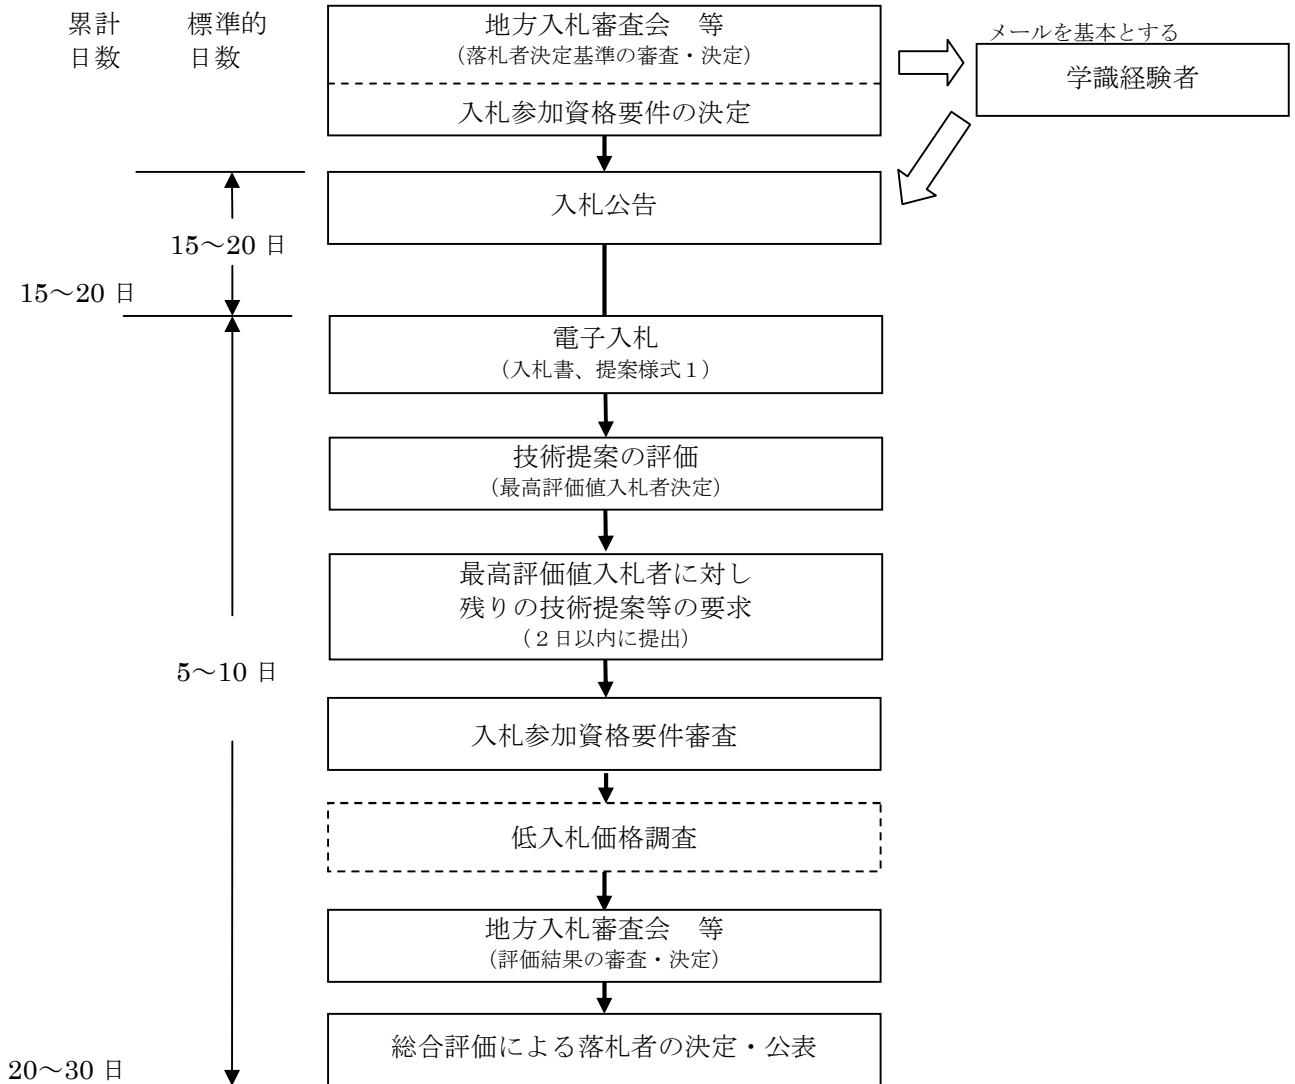 累計 標準的
日数 日数
地方入札審査会　等
(落札者決定基準の審査・決定)
入札参加資格要件の決定
メールを基本とする
学識経験者
入札公告
15～20 日
15～20 日
電子入札
（入札書、提案様式１）
技術提案の評価
（最高評価値入札者決定）
最高評価値入札者に対し
残りの技術提案等の要求
（２日以内に提出）
5～10 日
入札参加資格要件審査
低入札価格調査
地方入札審査会　等
（評価結果の審査・決定）
総合評価による落札者の決定・公表
20～30 日